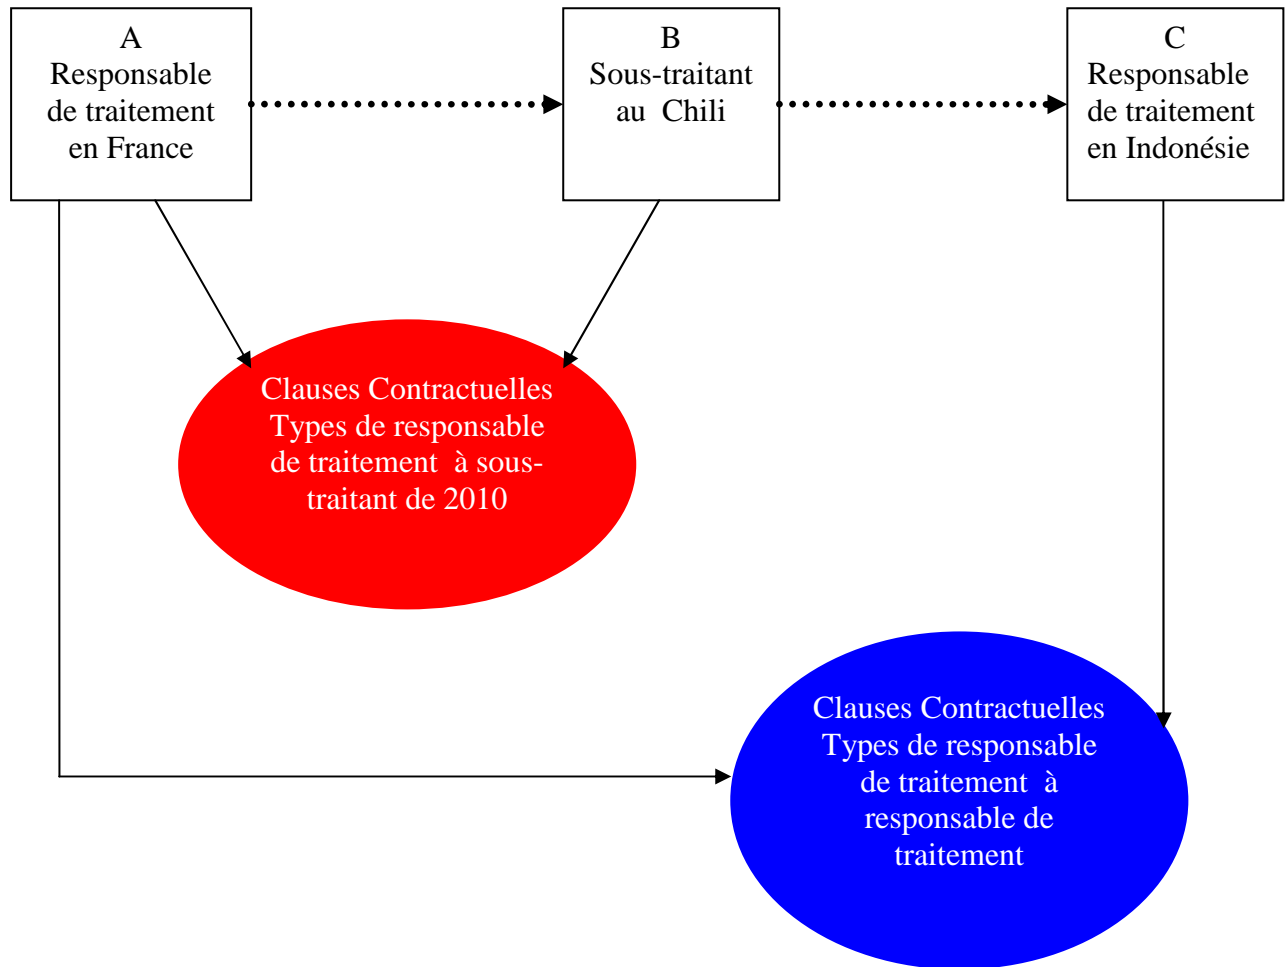 A
Responsable
de traitement
en France
B
Sous-traitant
au Chili
C
Responsable
de traitement
en Indonésie
Clauses Contractuelles
Types de responsable
de traitement à sous-
traitant de 2010
Clauses Contractuelles
Types de responsable
de traitement à
responsable de
traitement